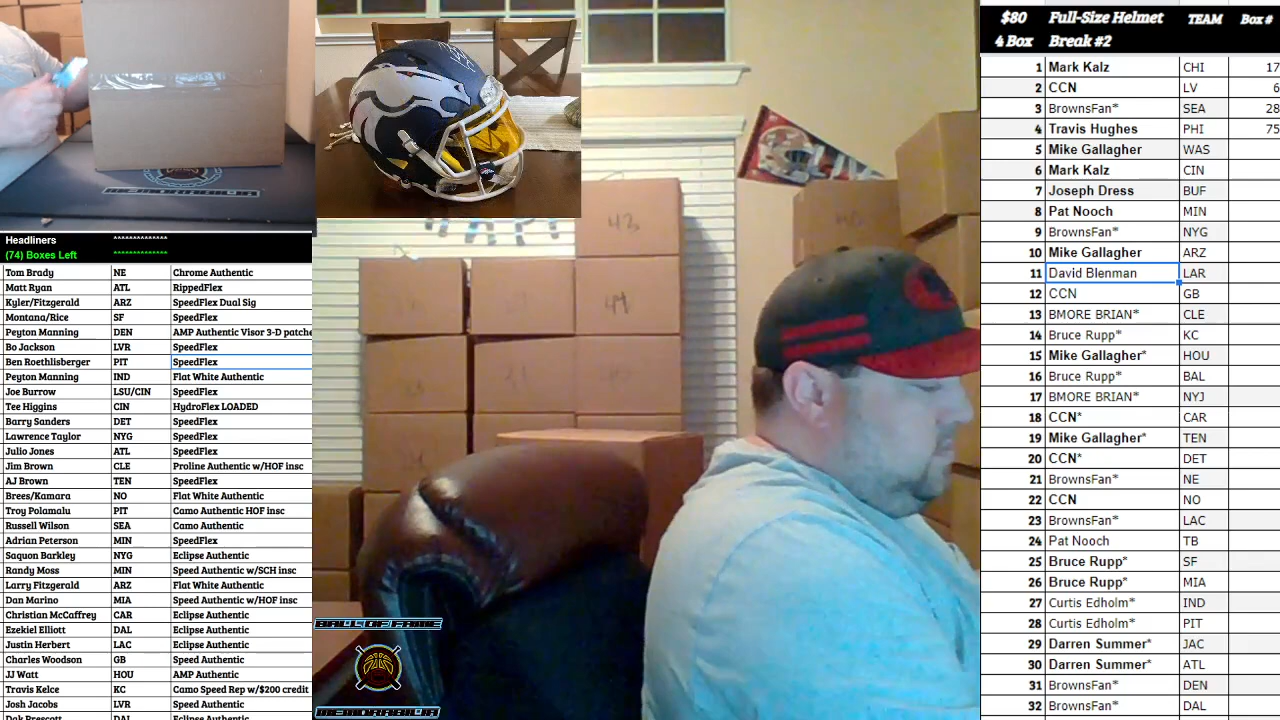 Headliners **************
(74) Boxes Left **************
Tom Brady NE Chrome Authentic
Matt Ryan ATL RippedFlex
Kyler/Fitzgerald ARZ SpeedFlex Dual Sig
Montana/Rice SF SpeedFlex
Peyton Manning DEN AMP Authentic Visor 3-D patche
Bo Jackson LVR SpeedFlex
Ben Roethlisberger PIT SpeedFlex
Peyton Manning IND Flat White Authentic
Joe Burrow LSU/CIN SpeedFlex
Tee Higgins CIN HydroFlex LOADED
Barry Sanders DET SpeedFlex
Lawrence Taylor NYG SpeedFlex
Julio Jones ATL SpeedFlex
Jim Brown CLE Proline Authentic w/HOF insc
AJ Brown TEN SpeedFlex
Brees/Kamara NO Flat White Authentic
Troy Polamalu PIT Camo Authentic HOF insc
Russell Wilson SEA Camo Authentic
Adrian Peterson MIN SpeedFlex
Saquon Barkley NYG Eclipse Authentic
Randy Moss MIN Speed Authentic w/SCH insc
Larry Fitzgerald ARZ Flat White Authentic
Dan Marino MIA Speed Authentic w/HOF insc
Christian McCaffrey CAR Eclipse Authentic
Ezekiel Elliott DAL Eclipse Authentic
Justin Herbert LAC Eclipse Authentic
Charles Woodson GB Speed Authentic
JJ Watt HOU AMP Authentic
Travis Kelce KC Camo Speed Rep w/$200 credit
Josh Jacobs LVR Speed Authentic
Dak Prescott DAL Eclipse Authentic
43
44
BALL OF FAME
MEMORABILIA
$80 Full-Size Helmet TEAM Box #
4 Box Break #2
1 Mark Kalz CHI 17
2 CCN LV 6
3 BrownsFan* SEA 28
4 Travis Hughes PHI 75
5 Mike Gallagher WAS
6 Mark Kalz CIN
7 Joseph Dress BUF
8 Pat Nooch MIN
9 BrownsFan* NYG
10 Mike Gallagher ARZ
11 David Blenman LAR
12 CCN GB
13 BMORE BRIAN* CLE
14 Bruce Rupp* KC
15 Mike Gallagher* HOU
16 Bruce Rupp* BAL
17 BMORE BRIAN* NYJ
18 CCN* CAR
19 Mike Gallagher* TEN
20 CCN* DET
21 BrownsFan* NE
22 CCN NO
23 BrownsFan* LAC
24 Pat Nooch TB
25 Bruce Rupp* SF
26 Bruce Rupp* MIA
27 Curtis Edholm* IND
28 Curtis Edholm* PIT
29 Darren Summer* JAC
30 Darren Summer* ATL
31 BrownsFan* DEN
32 BrownsFan* DAL